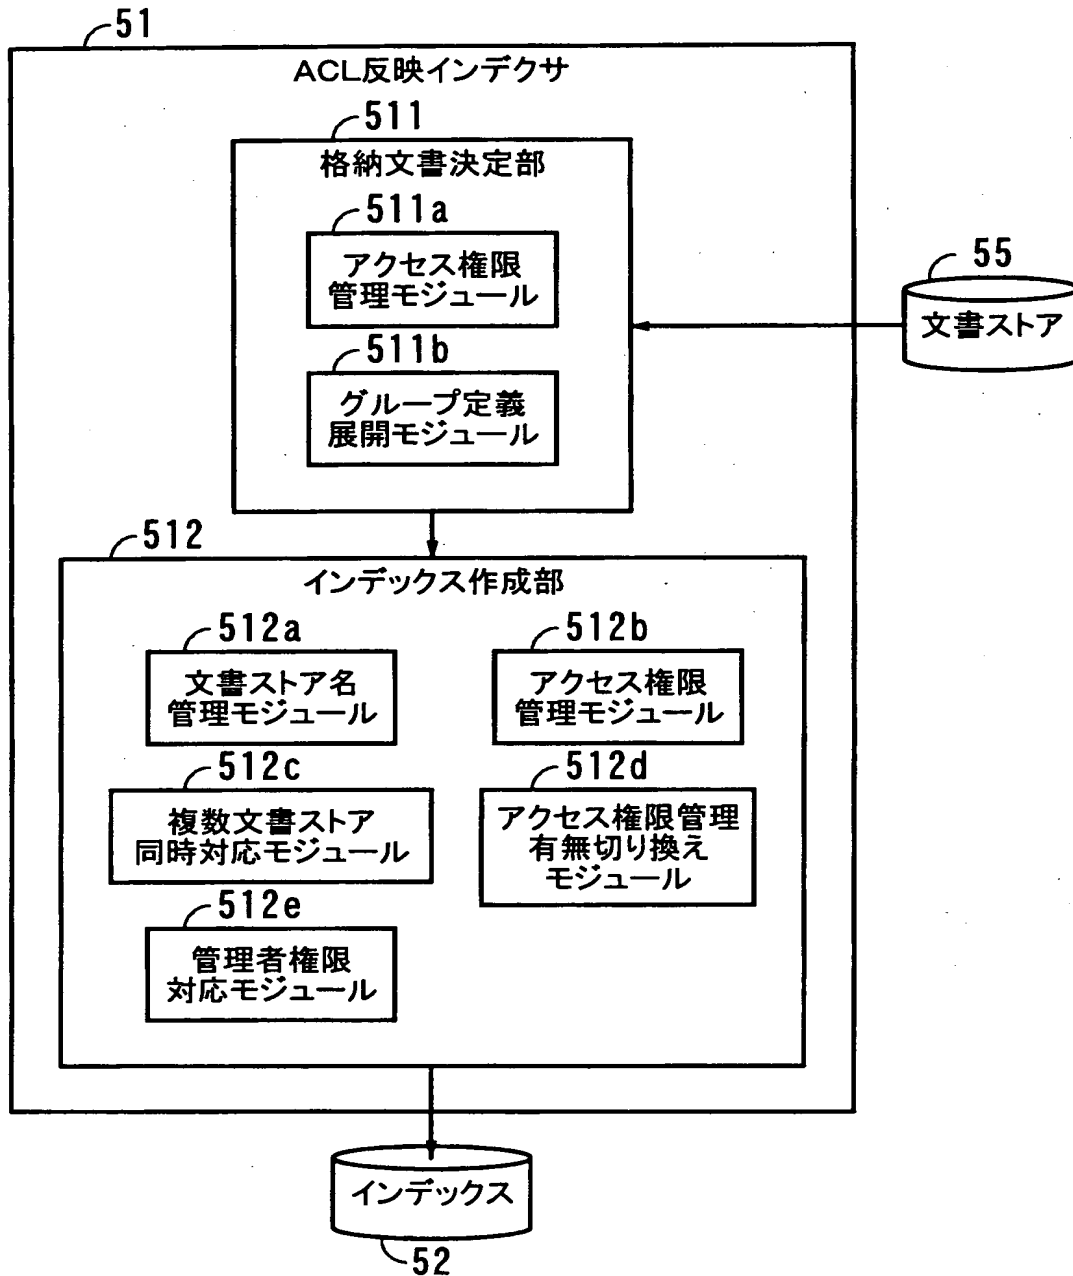 51
ACL反映インデクサ
511
格納文書決定部
511a
アクセス権限
管理モジュール
511b
グループ定義
展開モジュール
55
文書ストア
512
インデックス作成部
512a
文書ストア名
管理モジュール
512b
アクセス権限
管理モジュール
512c
複数文書ストア
同時対応モジュール
512d
アクセス権限管理
有無切り換え
モジュール
512e
管理者権限
対応モジュール
インデックス
52